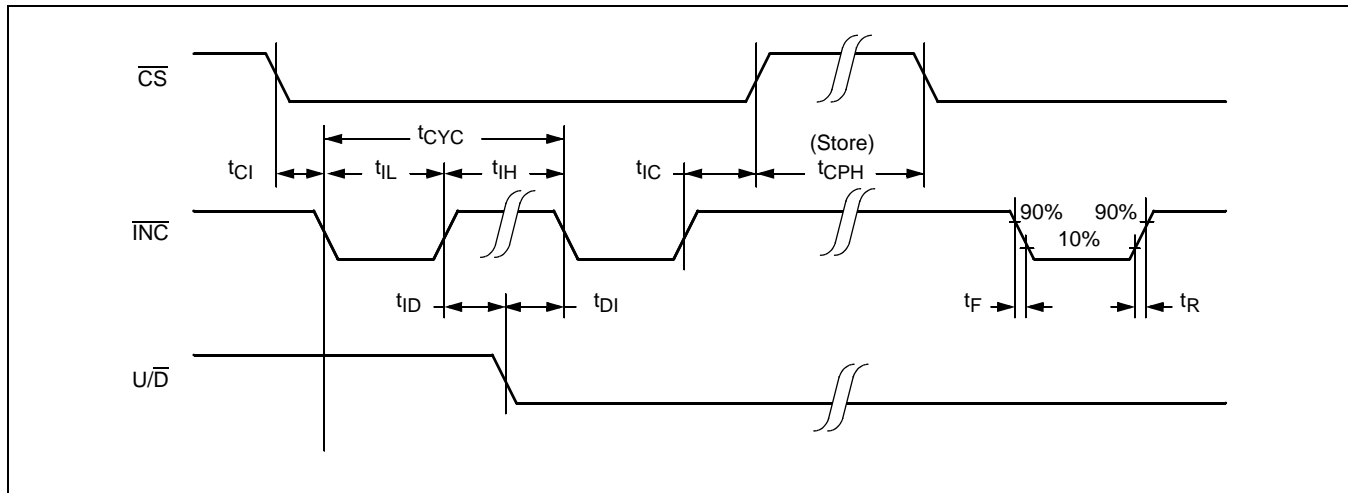 CS
tCYC
(Store)
tCI
tIL
tIH
tIC
tCPH
INC
90%
90%
10%
tID
tDI
tF
tR
U/D